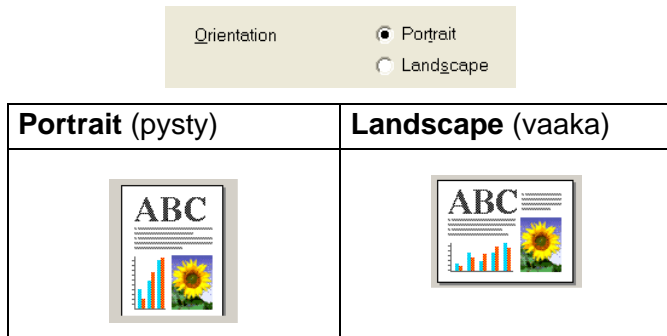 Orientation Portrait
Landscape
Portrait (pysty) Landscape (vaaka)
ABC ABC